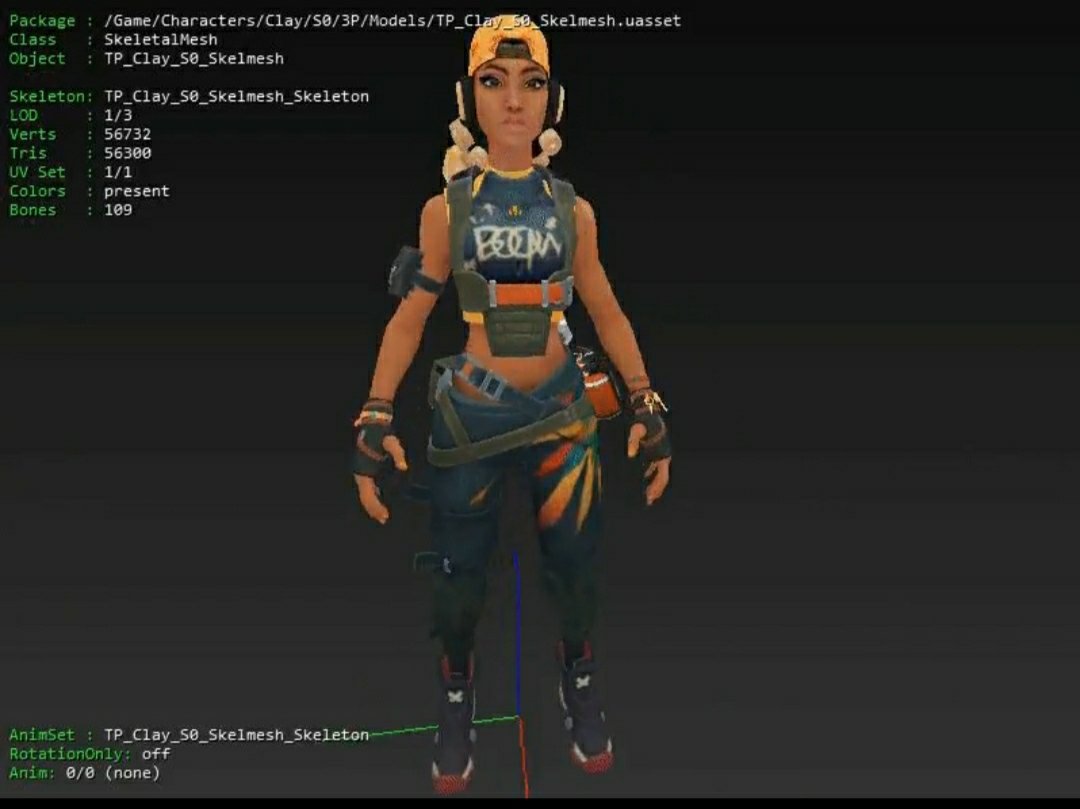 Package : /Game/Characters/Clay/S0/3P/Models/TP_Clay_S0_Skelmesh.uasset
Class : SkeletalMesh
Object : TP_Clay_S0_Skelmesh
Skeleton: TP_Clay_S0_Skelmesh_Skeleton
LOD : 1/3
Verts : 56732
Tris : 56300
UV Set : 1/1
Colors : present
Bones : 109
BOOM
AnimSet : TP_Clay_S0_Skelmesh_Skeleton
RotationOnly: off
Anim: 0/0 (none)